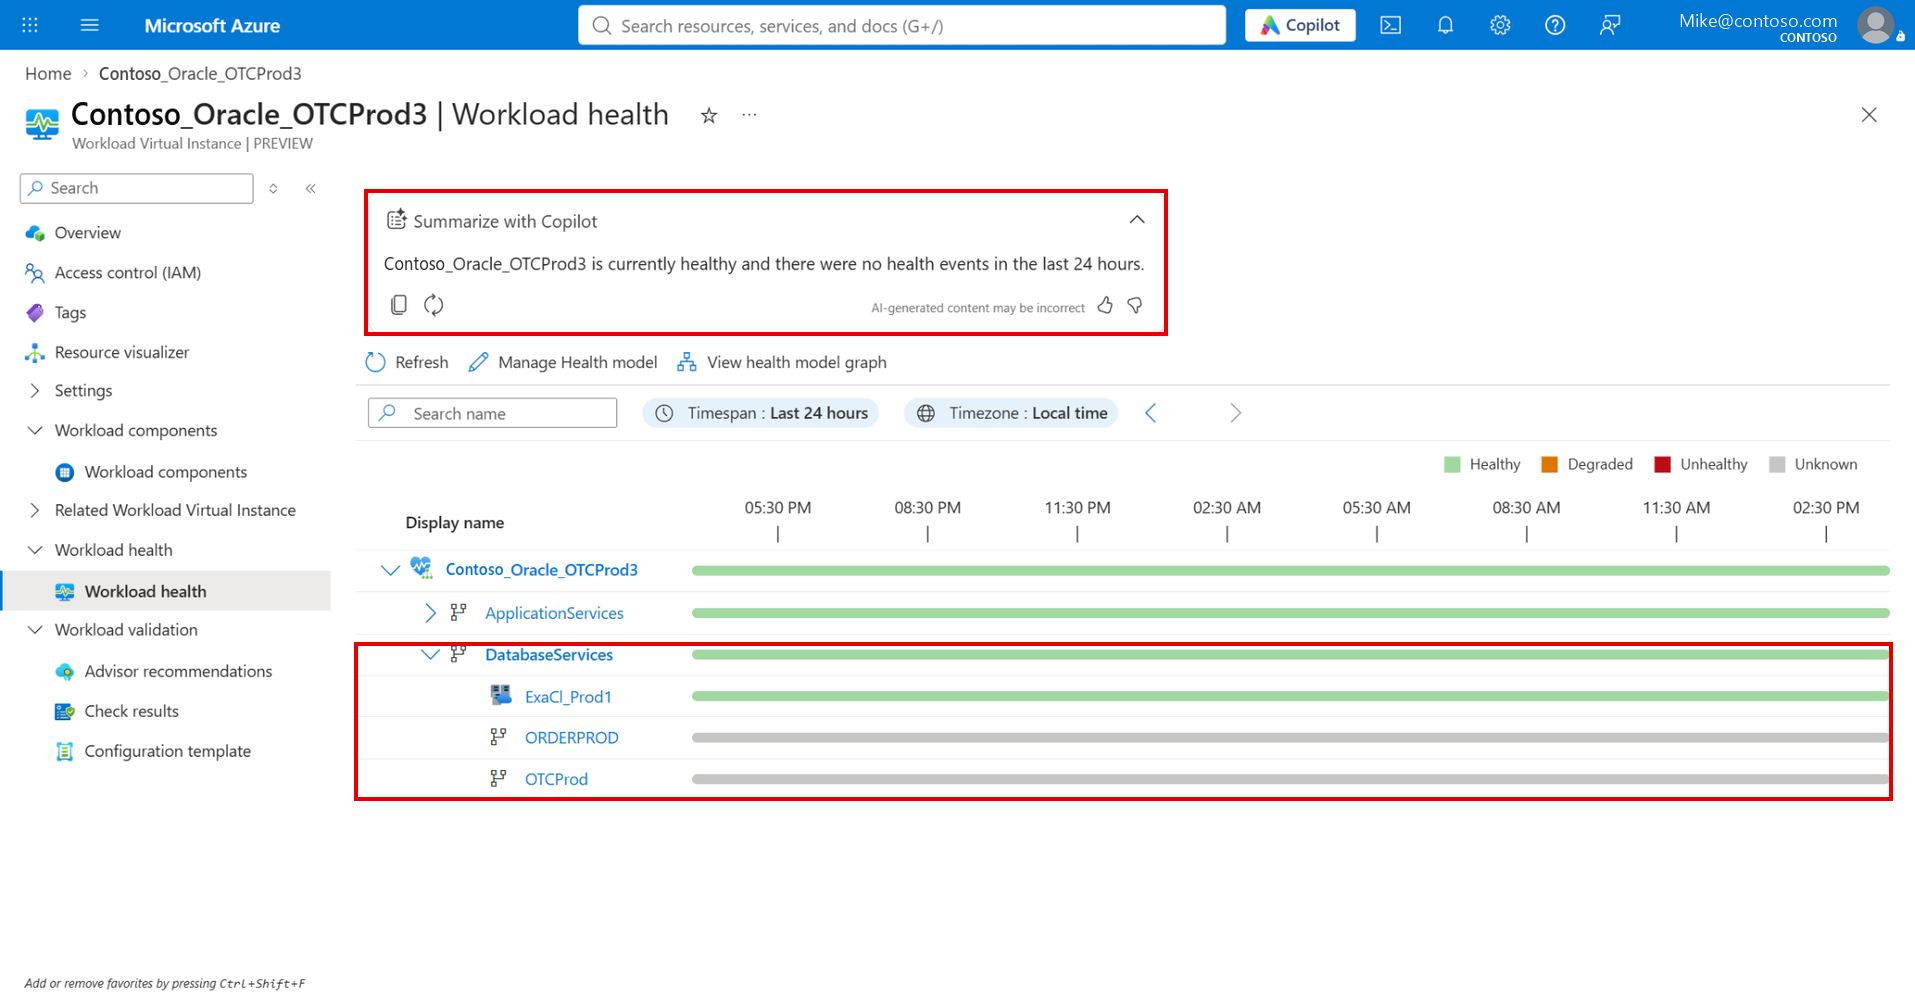 Microsoft Azure
Search resources, services, and docs (G+/)
Copilot
Mike@contoso.com
CONTOSO
Home > Contoso_Oracle_OTCProd3
Contoso_Oracle_OTCProd3 | Workload health
Workload Virtual Instance | PREVIEW
Search
Overview
Access control (IAM)
Tags
Resource visualizer
Settings
Workload components
Workload components
Related Workload Virtual Instance
Workload health
Workload health
Workload validation
Advisor recommendations
Check results
Configuration template
Add or remove favorites by pressing Ctrl+Shift+F
Summarize with Copilot
Contoso_Oracle_OTCProd3 is currently healthy and there were no health events in the last 24 hours.
AI-generated content may be incorrect
Refresh Manage Health model View health model graph
Search name Timespan : Last 24 hours Timezone : Local time
Healthy Degraded Unhealthy Unknown
Display name 05:30 PM 08:30 PM 11:30 PM 02:30 AM 05:30 AM 08:30 AM 11:30 AM 02:30 PM
Contoso_Oracle_OTCProd3
ApplicationServices
DatabaseServices
ExaCl_Prod1
ORDERPROD
OTCProd